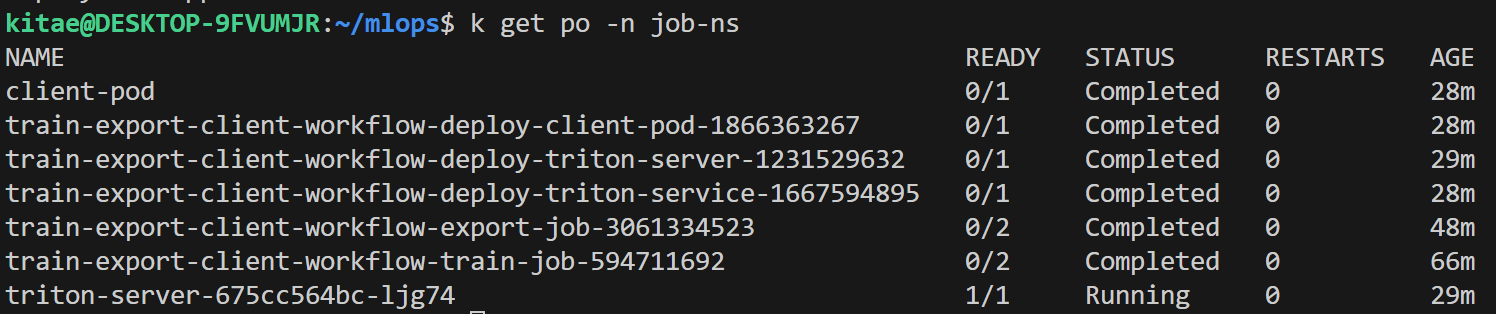 kitae@DESKTOP-9FVUMJR:~/mlops$ k get po -n job-ns
NAME READY STATUS RESTARTS AGE
client-pod 0/1 Completed 0 28m
train-export-client-workflow-deploy-client-pod-1866363267 0/1 Completed 0 28m
train-export-client-workflow-deploy-triton-server-1231529632 0/1 Completed 0 29m
train-export-client-workflow-deploy-triton-service-1667594895 0/1 Completed 0 28m
train-export-client-workflow-export-job-3061334523 0/2 Completed 0 48m
train-export-client-workflow-train-job-594711692 0/2 Completed 0 66m
triton-server-675cc564bc-ljg74 1/1 Running 0 29m